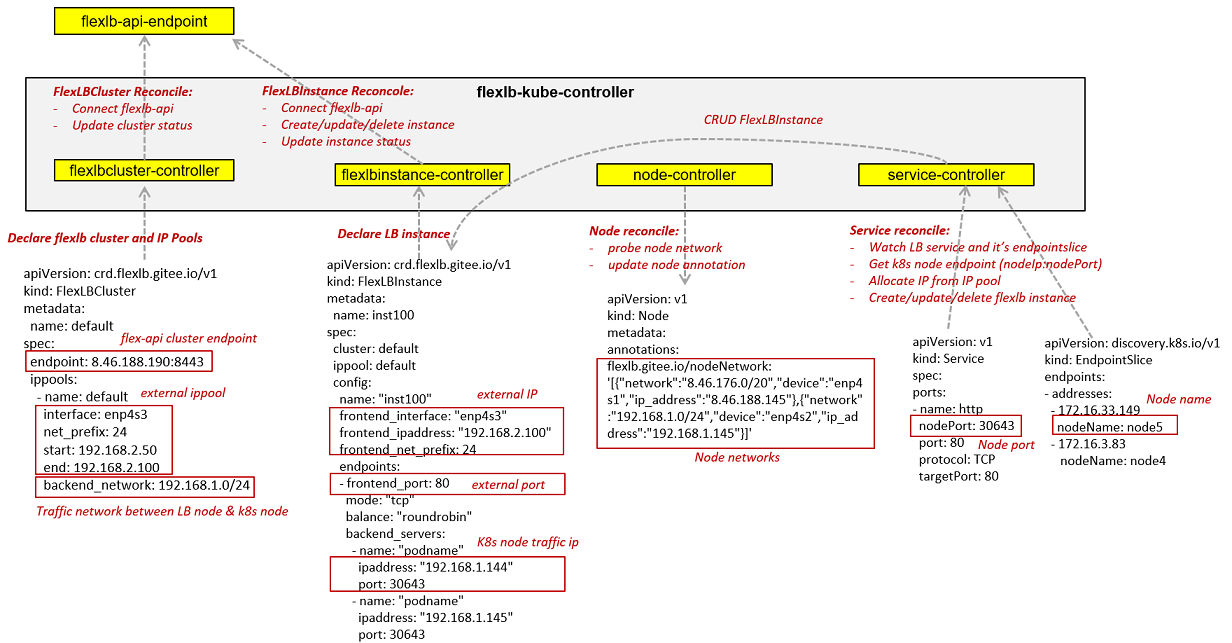 flexlb-api-endpoint
flexlb-kube-controller
FlexLBCluster Reconcile:
- Connect flexlb-api
- Update cluster status
FlexLBInstance Reconcole:
- Connect flexlb-api
- Create/update/delete instance
- Update instance status
CRUD FlexLBInstance
flexlbcluster-controller
flexlbinstance-controller
node-controller
service-controller
Declare flexlb cluster and IP Pools
apiVersion: crd.flexlb.gitee.io/v1
kind: FlexLBCluster
metadata:
name: default
spec:
flex-api cluster endpoint
endpoint: 8.46.188.190:8443
ippools:
- name: default
external ippool
interface: enp4s3
net_prefix: 24
start: 192.168.2.50
end: 192.168.2.100
backend_network: 192.168.1.0/24
Traffic network between LB node & k8s node
Declare LB instance
apiVersion: crd.flexlb.gitee.io/v1
kind: FlexLBInstance
metadata:
name: inst100
spec:
cluster: default
ippool: default
config:
name: "inst100"
external IP
frontend_interface: "enp4s3"
frontend_ipaddress: "192.168.2.100"
frontend_net_prefix: 24
endpoints:
- frontend_port: 80
external port
mode: "tcp"
balance: "roundrobin"
backend_servers:
- name: "podname"
K8s node traffic ip
ipaddress: "192.168.1.144"
port: 30643
- name: "podname"
ipaddress: "192.168.1.145"
port: 30643
Node reconcile:
- probe node network
- update node annotation
apiVersion: v1
kind: Node
metadata:
annotations:
flexlb.gitee.io/nodeNetwork:
'[{"network":"8.46.176.0/20","device":"enp4
s1","ip_address":"8.46.188.145"},{"network"
:"192.168.1.0/24","device":"enp4s2","ip_ad
dress":"192.168.1.145"}]'
Node networks
Service reconcile:
- Watch LB service and it's endpointslice
- Get k8s node endpoint (nodeIp:nodePort)
- Allocate IP from IP pool
- Create/update/delete flexlb instance
apiVersion: v1
kind: Service
spec:
ports:
- name: http
nodePort: 30643
port: 80
Node port
protocol: TCP
targetPort: 80
apiVersion: discovery.k8s.io/v1
kind: EndpointSlice
endpoints:
- addresses:
- 172.16.33.149
Node name
nodeName: node5
- 172.16.3.83
nodeName: node4